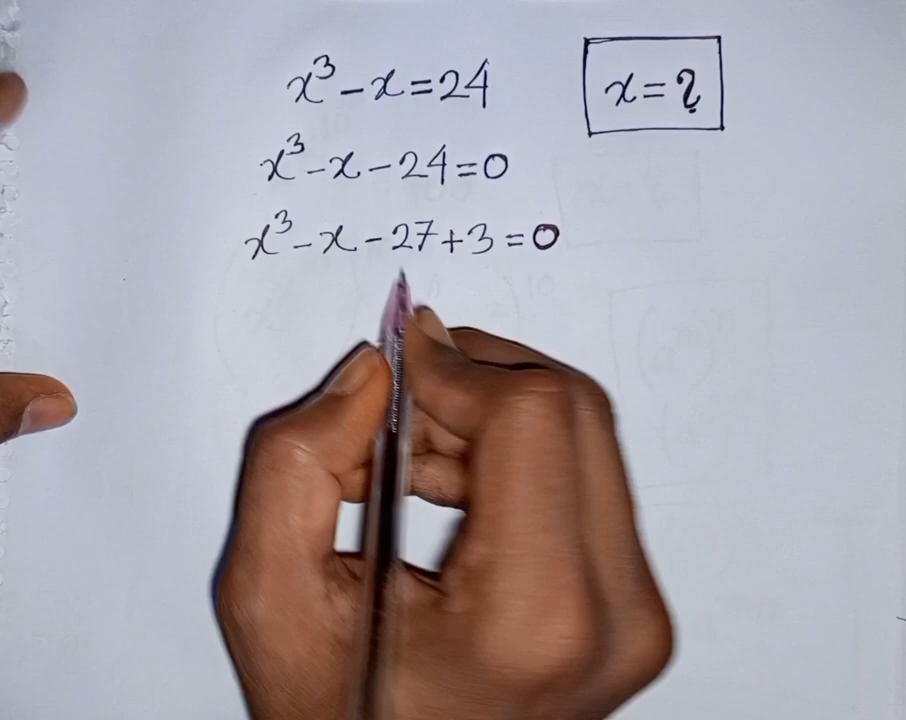 x³ - x = 24
x = ?
x³ - x - 24 = 0
x³ - x - 27 + 3 = 0